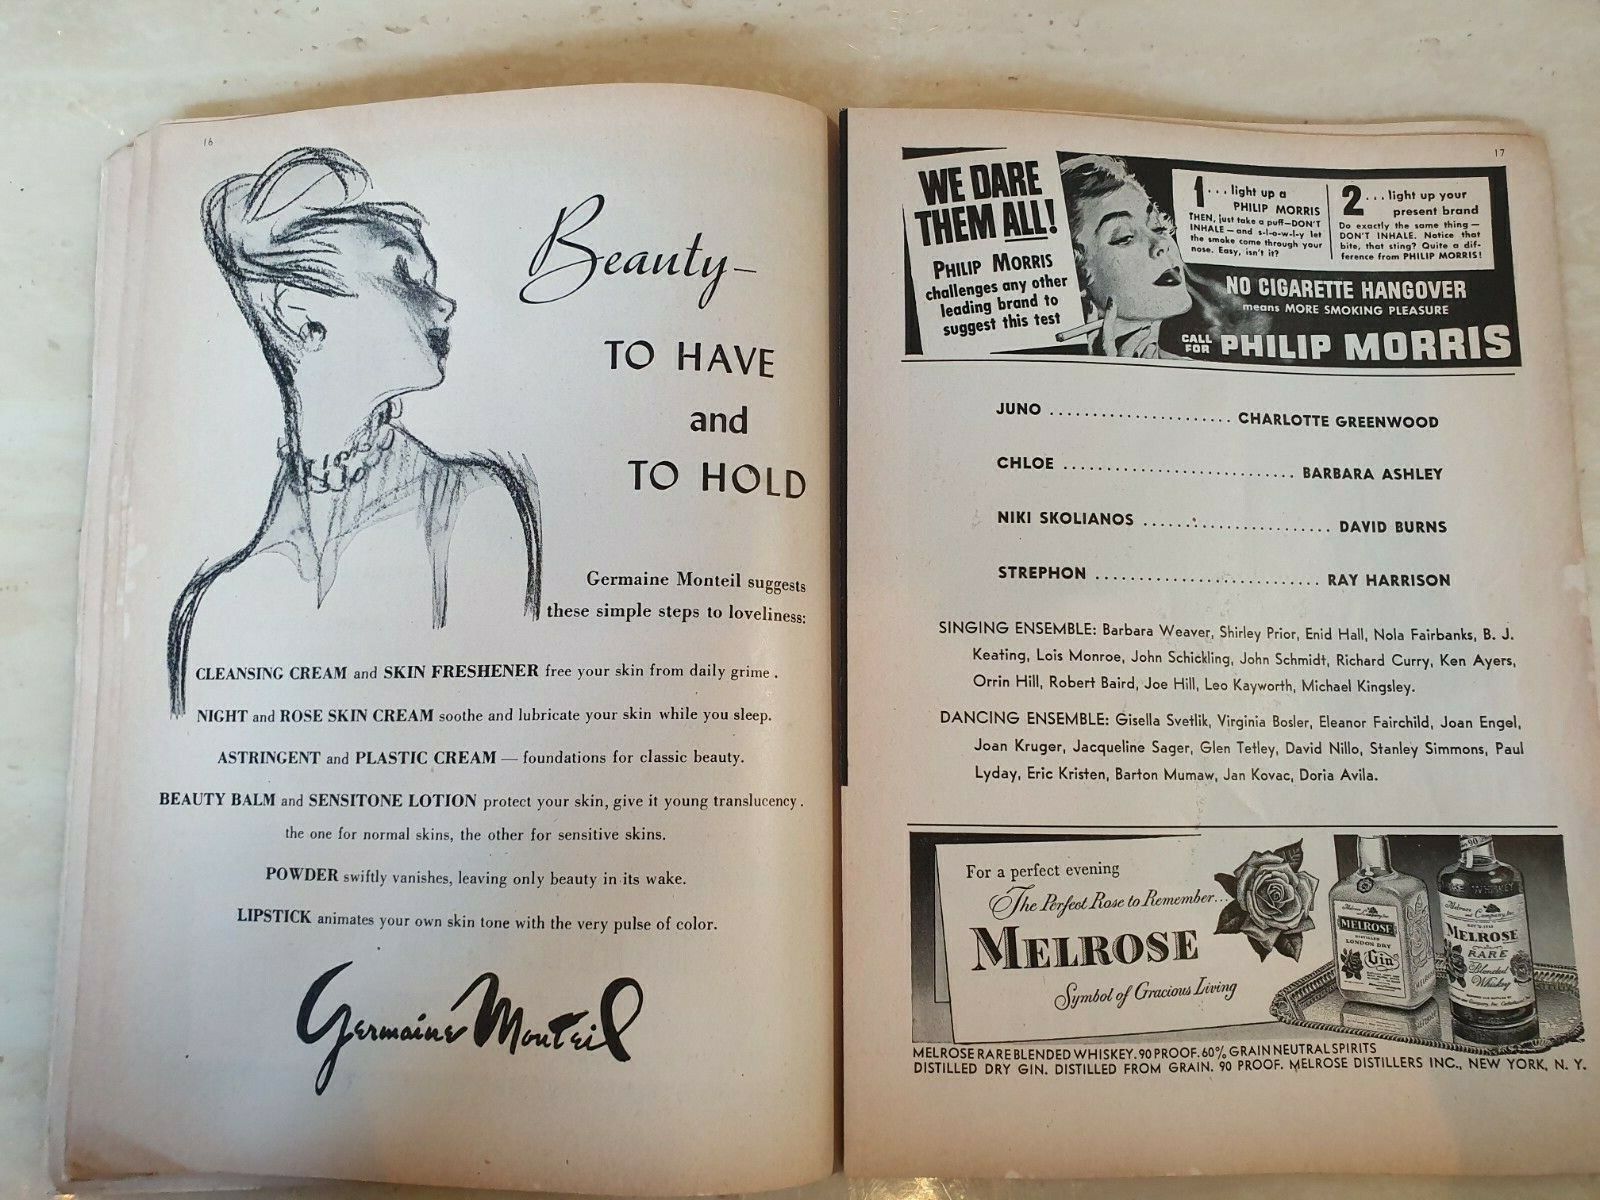 16
Beauty—
TO HAVE
and
TO HOLD
Germaine Monteil suggests
these simple steps to loveliness:
CLEANSING CREAM and SKIN FRESHENER free your skin from daily grime.
NIGHT and ROSE SKIN CREAM soothe and lubricate your skin while you sleep.
ASTRINGENT and PLASTIC CREAM — foundations for classic beauty.
BEAUTY BALM and SENSITONE LOTION protect your skin, give it young translucency.
the one for normal skins, the other for sensitive skins.
POWDER swiftly vanishes, leaving only beauty in its wake.
LIPSTICK animates your own skin tone with the very pulse of color.
Germaine Monteil
17
WE DARE
THEM ALL!
PHILIP MORRIS
challenges any other
leading brand to
suggest this test
1... light up a
PHILIP MORRIS
THEN, just take a puff—DON'T
INHALE—and s-l-o-w-l-y let
the smoke come through your
nose. Easy, isn't it?
2... light up your
present brand
Do exactly the same thing—
DON'T INHALE. Notice that
bite, that sting? Quite a dif-
ference from PHILIP MORRIS!
NO CIGARETTE HANGOVER
means MORE SMOKING PLEASURE
CALL
FOR PHILIP MORRIS
JUNO ..................... CHARLOTTE GREENWOOD
CHLOE ........................... BARBARA ASHLEY
NIKI SKOLIANOS ...................... DAVID BURNS
STREPHON .......................... RAY HARRISON
SINGING ENSEMBLE: Barbara Weaver, Shirley Prior, Enid Hall, Nola Fairbanks, B. J.
Keating, Lois Monroe, John Schickling, John Schmidt, Richard Curry, Ken Ayers,
Orrin Hill, Robert Baird, Joe Hill, Leo Kayworth, Michael Kingsley.
DANCING ENSEMBLE: Gisella Svetlik, Virginia Bosler, Eleanor Fairchild, Joan Engel,
Joan Kruger, Jacqueline Sager, Glen Tetley, David Nillo, Stanley Simmons, Paul
Lyday, Eric Kristen, Barton Mumaw, Jan Kovac, Doria Avila.
For a perfect evening
The Perfect Rose to Remember...
MELROSE
Symbol of Gracious Living
Melrose
and Company, Inc.
MELROSE
DISTILLED
LONDON DRY
Gin
90
WHISKEY
Melrose
and Company, Inc.
MELROSE
RARE
Blended
Whiskey
MELROSE RARE BLENDED WHISKEY. 90 PROOF. 60% GRAIN NEUTRAL SPIRITS
DISTILLED DRY GIN. DISTILLED FROM GRAIN. 90 PROOF. MELROSE DISTILLERS INC., NEW YORK, N. Y.